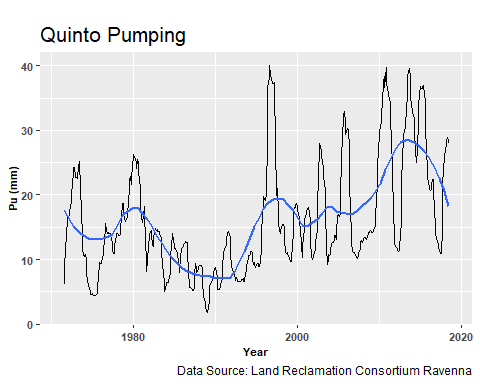 Quinto Pumping
40
30
20
10
0
Pu (mm)
1980
2000
2020
Year
Data Source: Land Reclamation Consortium Ravenna